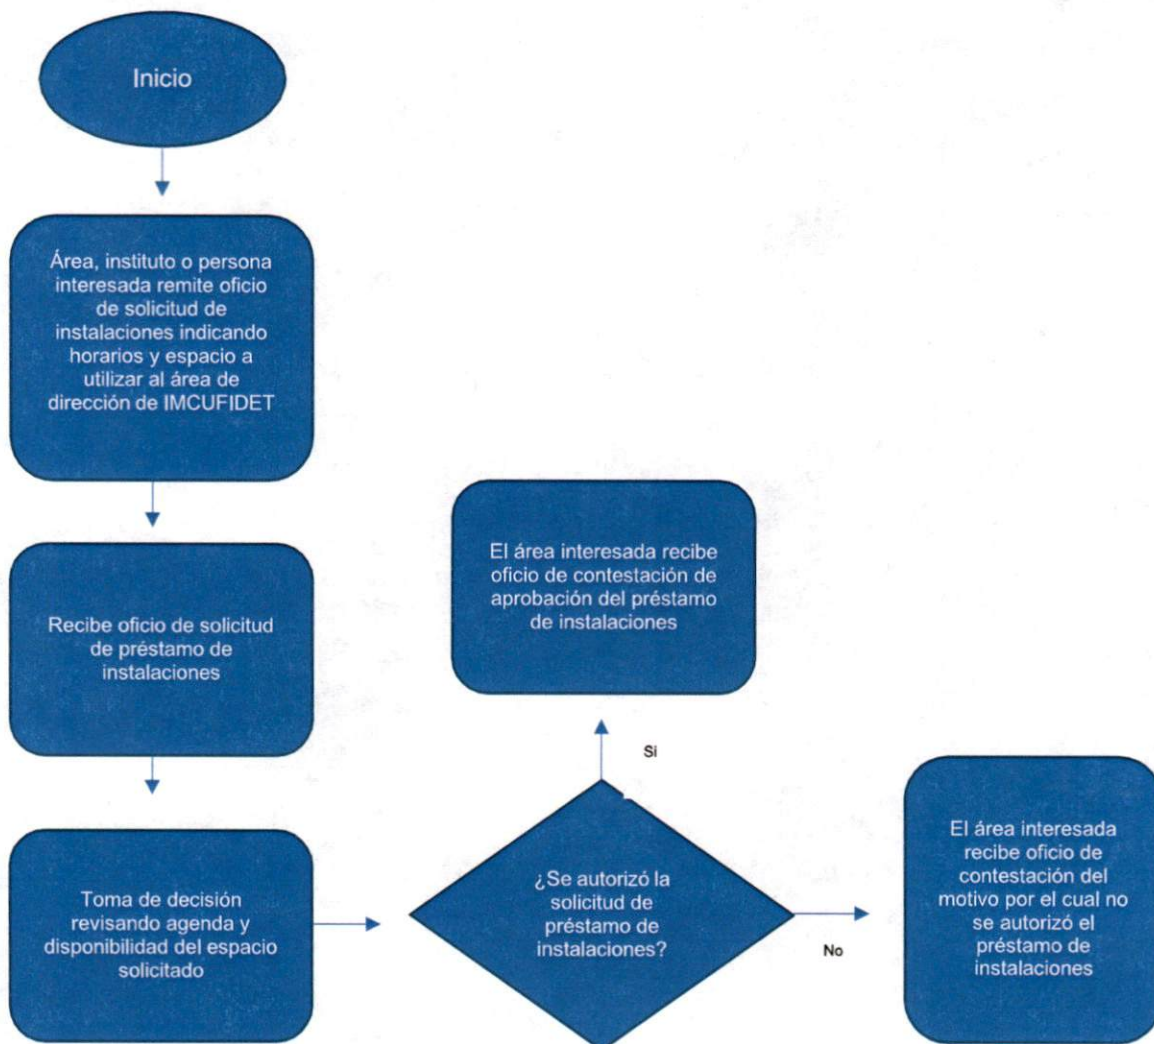 Inicio
Área, instituto o persona
interesada remite oficio
de solicitud de
instalaciones indicando
horarios y espacio a
utilizar al área de
dirección de IMCUFIDET
Recibe oficio de solicitud
de préstamo de
instalaciones
Toma de decisión
revisando agenda y
disponibilidad del espacio
solicitado
¿Se autorizó la
solicitud de
préstamo de
instalaciones?
Si
El área interesada recibe
oficio de contestación de
aprobación del préstamo
de instalaciones
No
El área interesada
recibe oficio de
contestación del
motivo por el cual no
se autorizó el
préstamo de
instalaciones